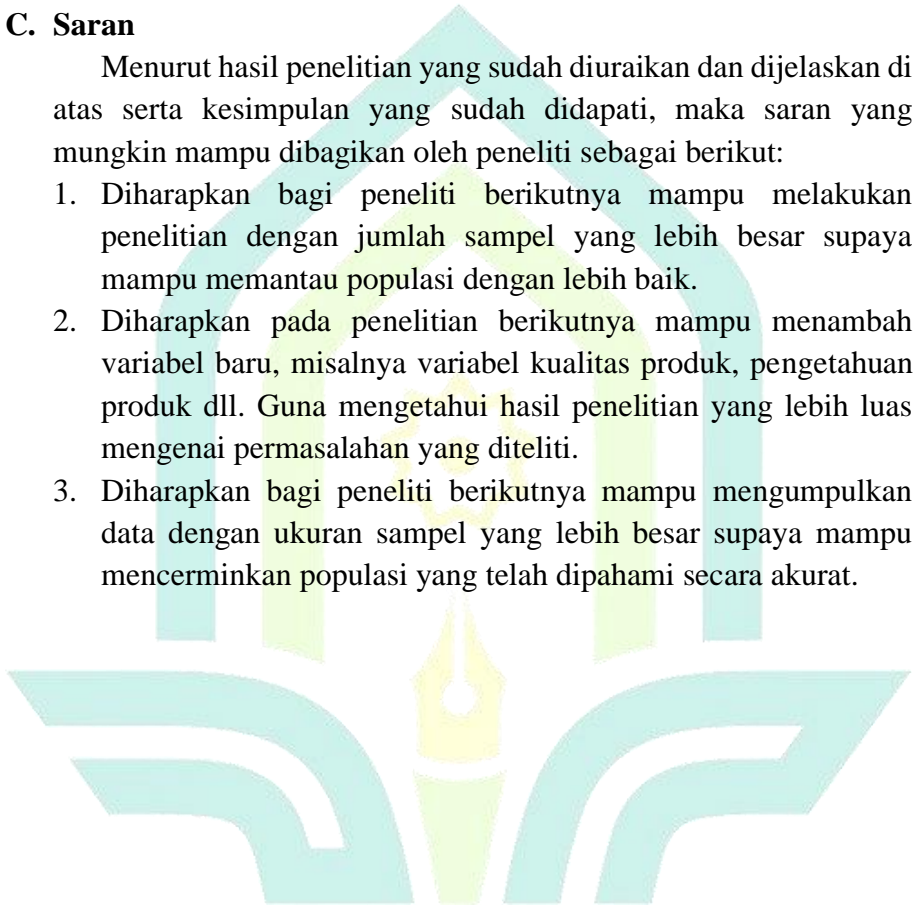 C. Saran
Menurut hasil penelitian yang sudah diuraikan dan dijelaskan di
atas serta kesimpulan yang sudah didapati, maka saran yang
mungkin mampu dibagikan oleh peneliti sebagai berikut:
1. Diharapkan bagi peneliti berikutnya mampu melakukan
penelitian dengan jumlah sampel yang lebih besar supaya
mampu memantau populasi dengan lebih baik.
2. Diharapkan pada penelitian berikutnya mampu menambah
variabel baru, misalnya variabel kualitas produk, pengetahuan
produk dll. Guna mengetahui hasil penelitian yang lebih luas
mengenai permasalahan yang diteliti.
3. Diharapkan bagi peneliti berikutnya mampu mengumpulkan
data dengan ukuran sampel yang lebih besar supaya mampu
mencerminkan populasi yang telah dipahami secara akurat.